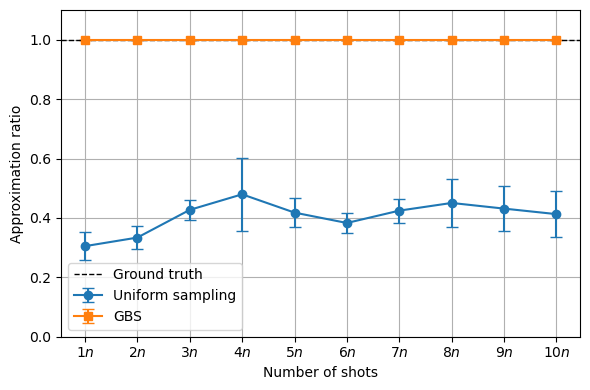 Approximation ratio
1.0
0.8
0.6
0.4
0.2
0.0
Ground truth
Uniform sampling
GBS
1n 2n 3n 4n 5n 6n 7n 8n 9n 10n
Number of shots